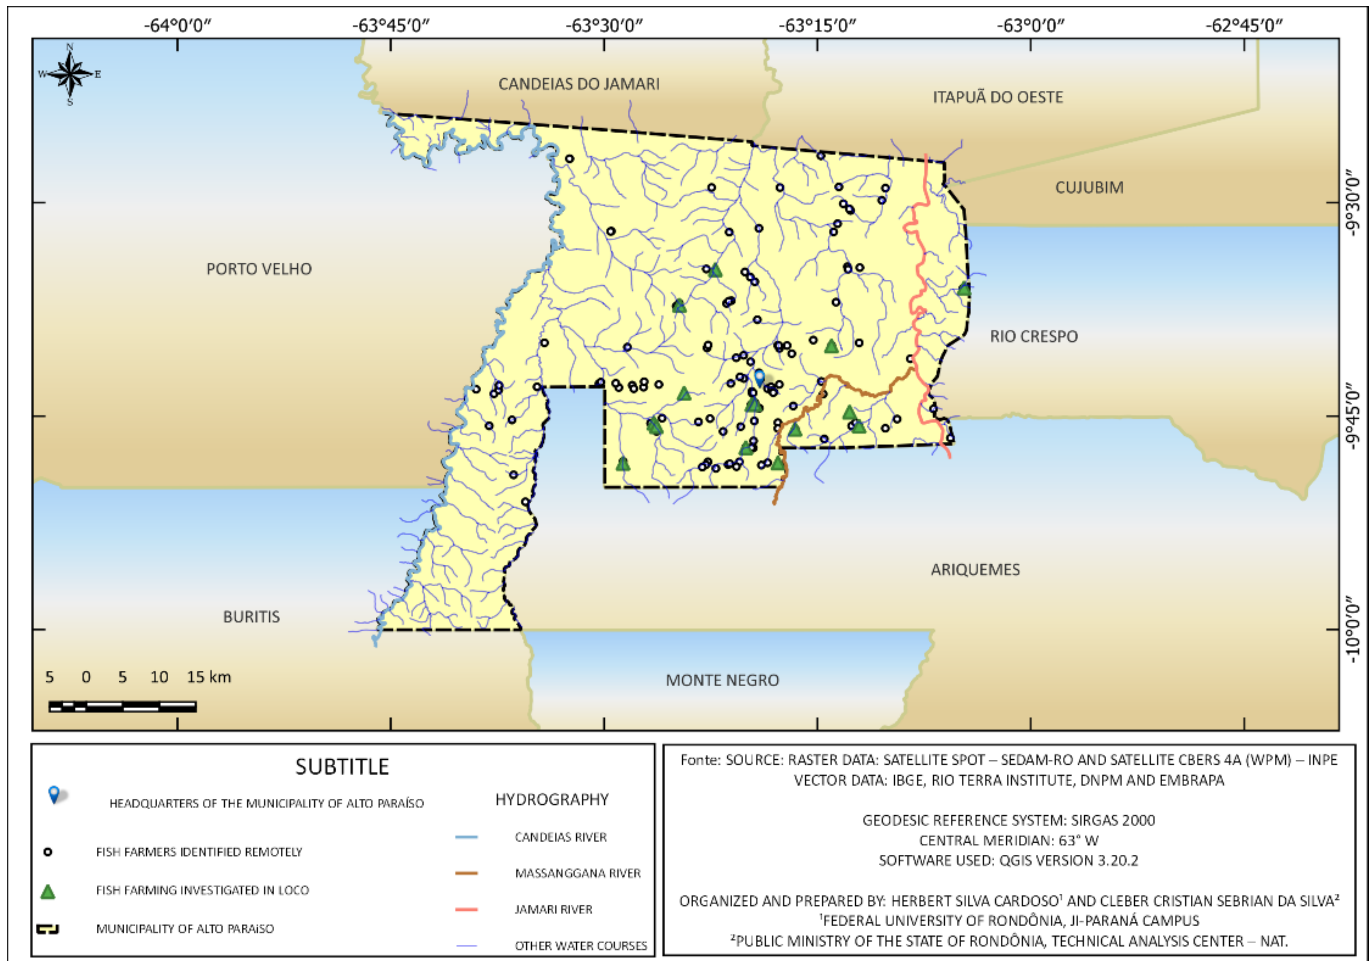 -64°0'0"
-63°45'0"
-63°30'0"
-63°15'0"
-63°0'0"
-62°45'0"
N
W E
S
CANDEIAS DO JAMARI
ITAPUÃ DO OESTE
CUJUBIM
-9°30'0"
PORTO VELHO
RIO CRESPO
-9°45'0"
ARIQUEMES
BURITIS
-10°0'0"
MONTE NEGRO
5 0 5 10 15 km
SUBTITLE
HEADQUARTERS OF THE MUNICIPALITY OF ALTO PARAÍSO
FISH FARMERS IDENTIFIED REMOTELY
FISH FARMING INVESTIGATED IN LOCO
MUNICIPALITY OF ALTO PARAÍSO
HYDROGRAPHY
CANDEIAS RIVER
MASSANGGANA RIVER
JAMARI RIVER
OTHER WATER COURSES
Fonte: SOURCE: RASTER DATA: SATELLITE SPOT – SEDAM-RO AND SATELLITE CBERS 4A (WPM) – INPE
VECTOR DATA: IBGE, RIO TERRA INSTITUTE, DNPM AND EMBRAPA
GEODESIC REFERENCE SYSTEM: SIRGAS 2000
CENTRAL MERIDIAN: 63° W
SOFTWARE USED: QGIS VERSION 3.20.2
ORGANIZED AND PREPARED BY: HERBERT SILVA CARDOSO¹ AND CLEBER CRISTIAN SEBRIAN DA SILVA²
¹FEDERAL UNIVERSITY OF RONDÔNIA, JI-PARANÁ CAMPUS
²PUBLIC MINISTRY OF THE STATE OF RONDÔNIA, TECHNICAL ANALYSIS CENTER – NAT.